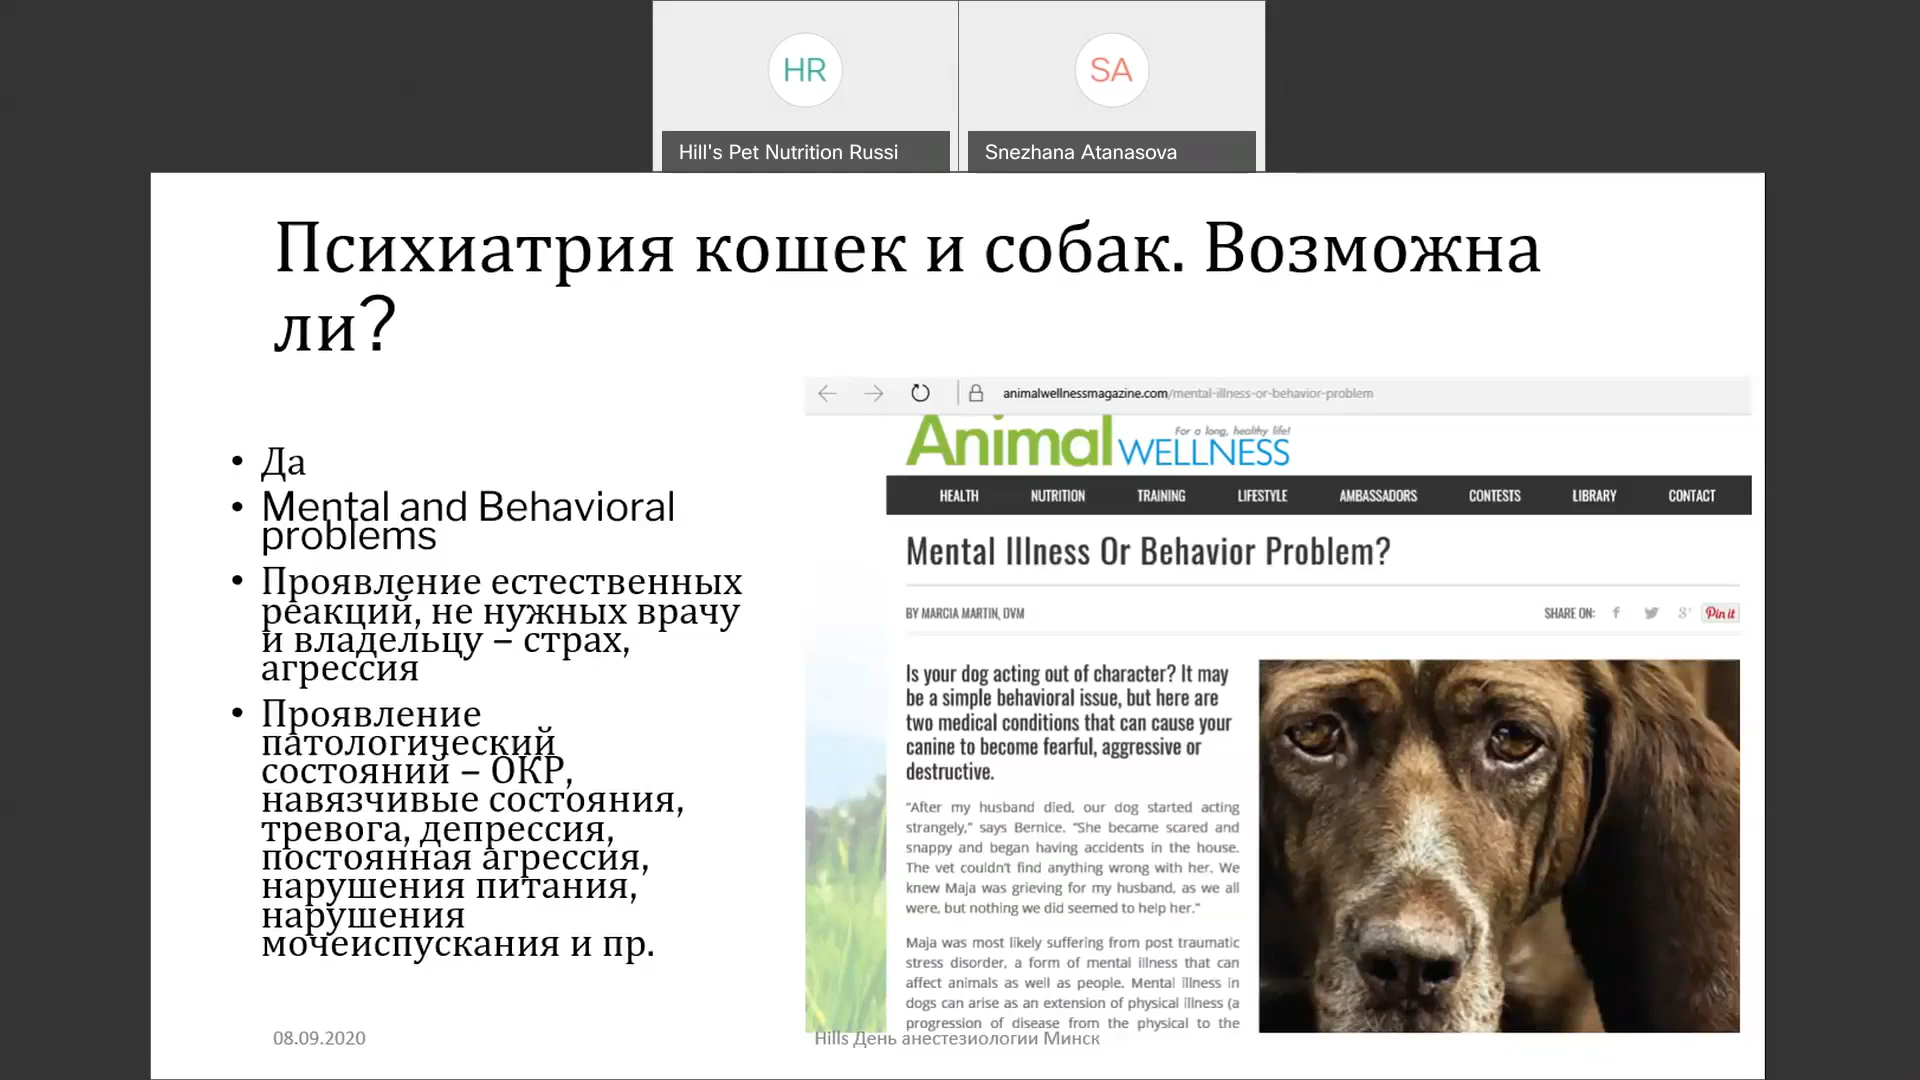 HR
SA
Hill's Pet Nutrition Russi
Snezhana Atanasova
Психиатрия кошек и собак. Возможна
ли?
• Да
• Mental and Behavioral
problems
• Проявление естественных
реакций, не нужных врачу
и владельцу – страх,
агрессия
• Проявление
патологический
состояний – ОКР,
навязчивые состояния,
тревога, депрессия,
постоянная агрессия,
нарушения питания,
нарушения
мочеиспускания и пр.
animalwellnessmagazine.com/mental-illness-or-behavior-problem
For a long, healthy life!
Animal WELLNESS
HEALTH NUTRITION TRAINING LIFESTYLE AMBASSADORS CONTESTS LIBRARY CONTACT
Mental Illness Or Behavior Problem?
BY MARCIA MARTIN, DVM
SHARE ON: f 8+ Pin it
Is your dog acting out of character? It may
be a simple behavioral issue, but here are
two medical conditions that can cause your
canine to become fearful, aggressive or
destructive.
“After my husband died, our dog started acting
strangely,” says Bernice. “She became scared and
snappy and began having accidents in the house.
The vet couldn’t find anything wrong with her. We
knew Maja was grieving for my husband, as we all
were, but nothing we did seemed to help her.”
Maja was most likely suffering from post traumatic
stress disorder, a form of mental illness that can
affect animals as well as people. Mental illness in
dogs can arise as an extension of physical illness (a
progression of disease from the physical to the
08.09.2020
Hills День анестезиологии Минск